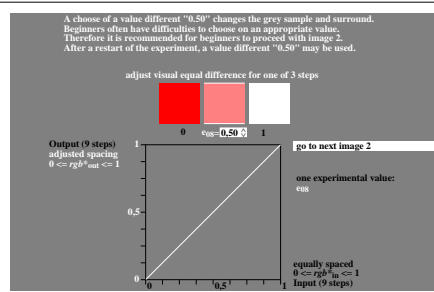 A choose of a value different "0.50" changes the grey sample and surround.
Beginners often have difficulties to choose on an appropriate value.
Therefore it is recommended for beginners to proceed with image 2.
After a restart of the experiment, a value different "0.50" may be used.
adjust visual equal difference for one of 3 steps
0 e08=0,50 1
Output (9 steps)
adjusted spacing
0 <= rgb*out <= 1
1
go to next image 2
one experimental value:
e08
0,5
equally spaced
0 <= rgb*in <= 1
Input (9 steps)
0
0 0,5 1